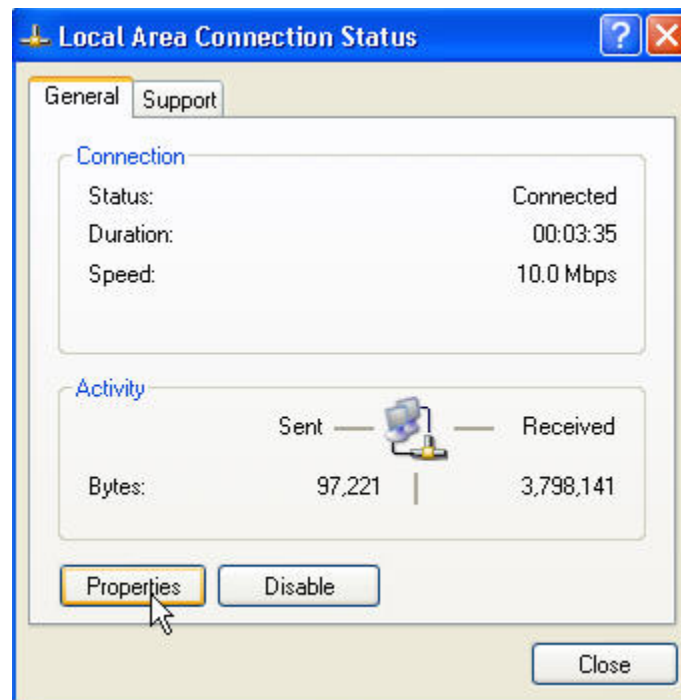 Local Area Connection Status
General Support
Connection
Status: Connected
Duration: 00:03:35
Speed: 10.0 Mbps
Activity
Sent Received
Bytes: 97,221 3,798,141
Properties Disable
Close